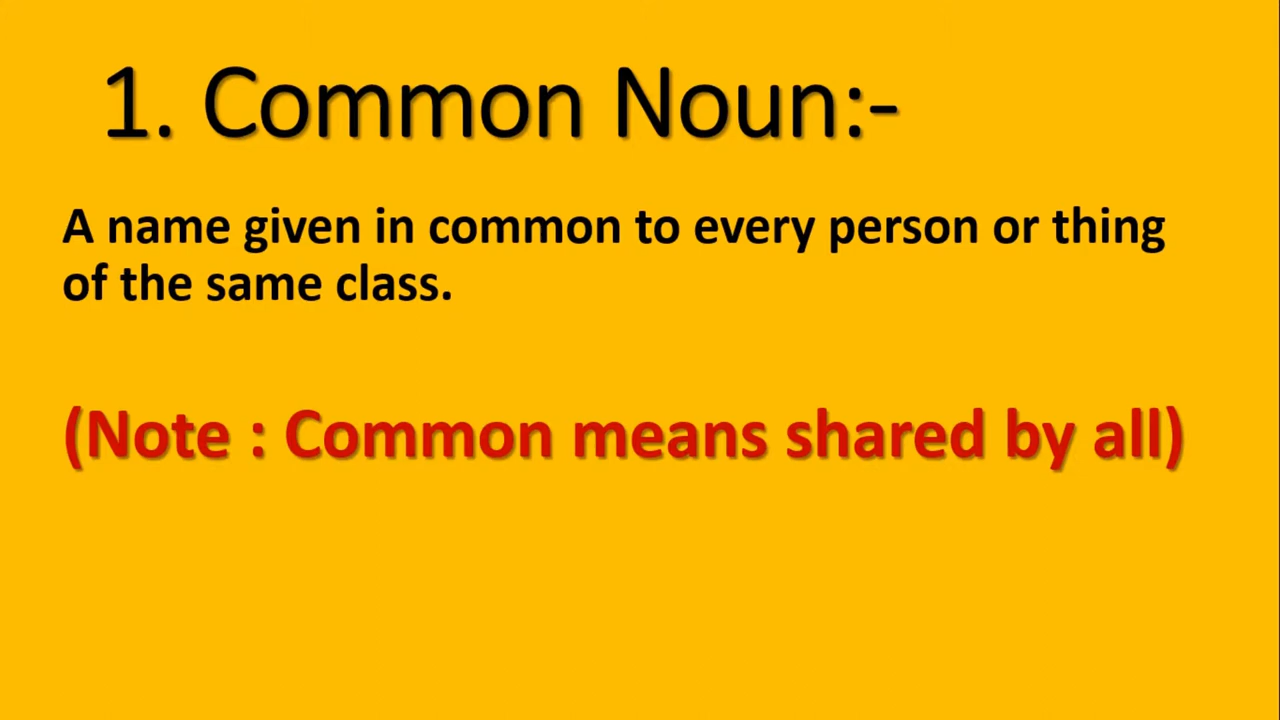 1. Common Noun:-
A name given in common to every person or thing
of the same class.
(Note : Common means shared by all)